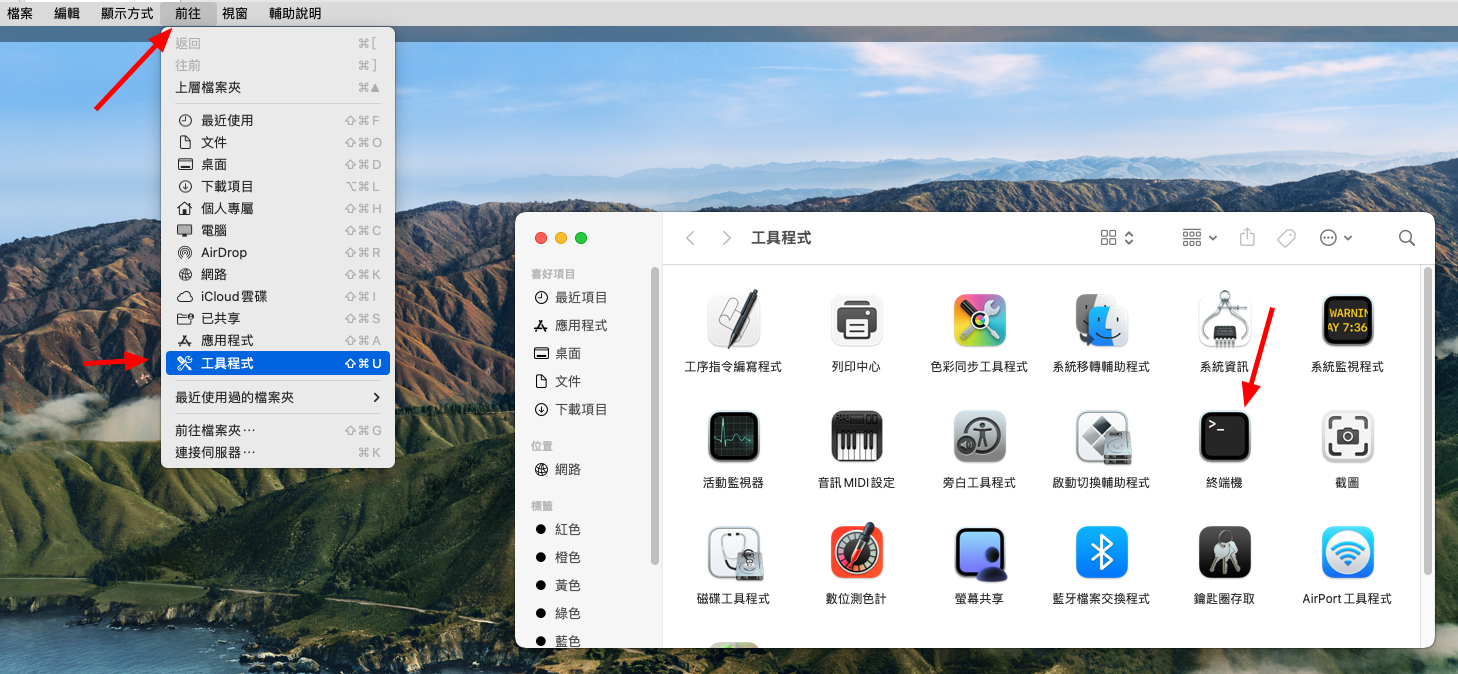 檔案 編輯 顯示方式 前往 視窗 輔助說明
返回 ⌘[
往前 ⌘]
上層檔案夾 ⌘▲
最近使用 ⇧⌘F
文件 ⇧⌘O
桌面 ⇧⌘D
下載項目 ⌥⌘L
個人專屬 ⇧⌘H
電腦 ⇧⌘C
AirDrop ⇧⌘R
網路 ⇧⌘K
iCloud雲碟 ⇧⌘I
已共享 ⇧⌘S
應用程式 ⇧⌘A
工具程式 ⇧⌘U
最近使用過的檔案夾
前往檔案夾⋯ ⇧⌘G
連接伺服器⋯ ⌘K
工具程式
喜好項目
最近項目
應用程式
桌面
文件
下載項目
位置
網路
標籤
紅色
橙色
黃色
綠色
藍色
WARNIN
AY 7:36
工序指令編寫程式 列印中心 色彩同步工具程式 系統移轉輔助程式 系統資訊 系統監視程式
>_
活動監視器 音訊MIDI設定 旁白工具程式 啟動切換輔助程式 終端機 截圖
磁碟工具程式 數位測色計 螢幕共享 藍牙檔案交換程式 鑰匙圈存取 AirPort工具程式